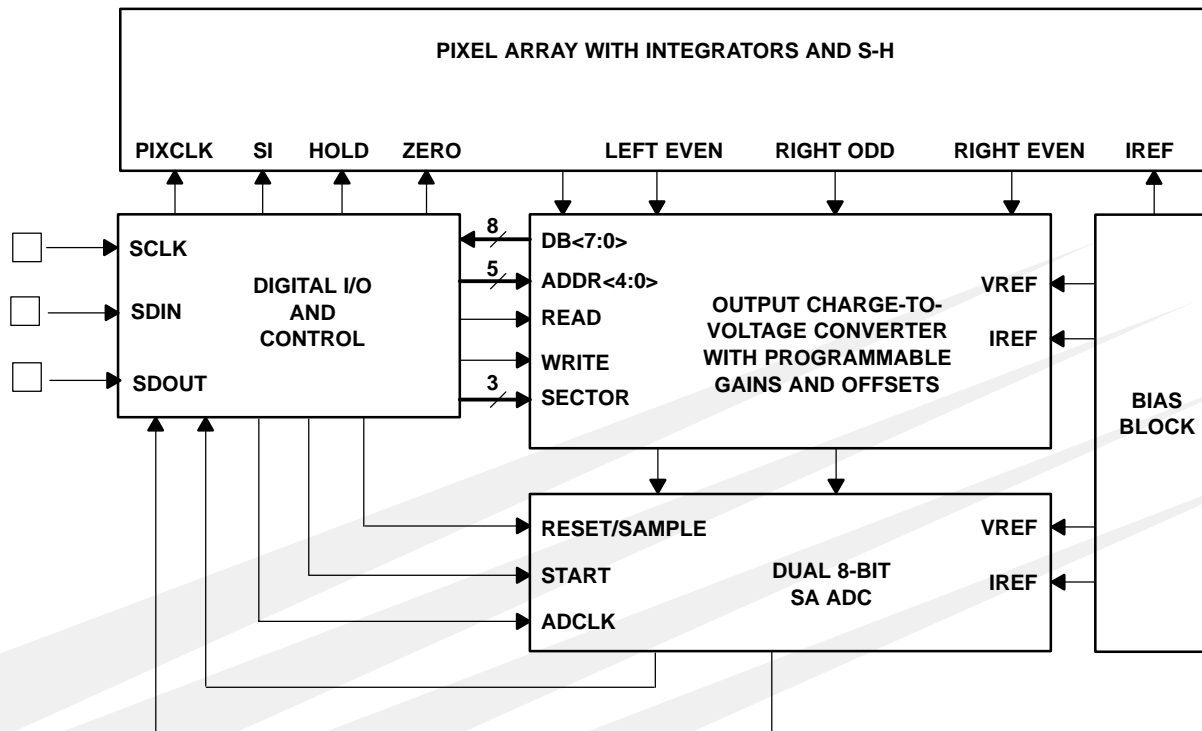 PIXEL ARRAY WITH INTEGRATORS AND S-H
PIXCLK SI HOLD ZERO LEFT EVEN RIGHT ODD RIGHT EVEN IREF
SCLK
SDIN
SDOUT
DIGITAL I/O
AND
CONTROL
8
5
3
DB<7:0>
ADDR<4:0>
READ
WRITE
SECTOR
OUTPUT CHARGE-TO-
VOLTAGE CONVERTER
WITH PROGRAMMABLE
GAINS AND OFFSETS
VREF
IREF
BIAS
BLOCK
RESET/SAMPLE
START
ADCLK
DUAL 8-BIT
SA ADC
VREF
IREF